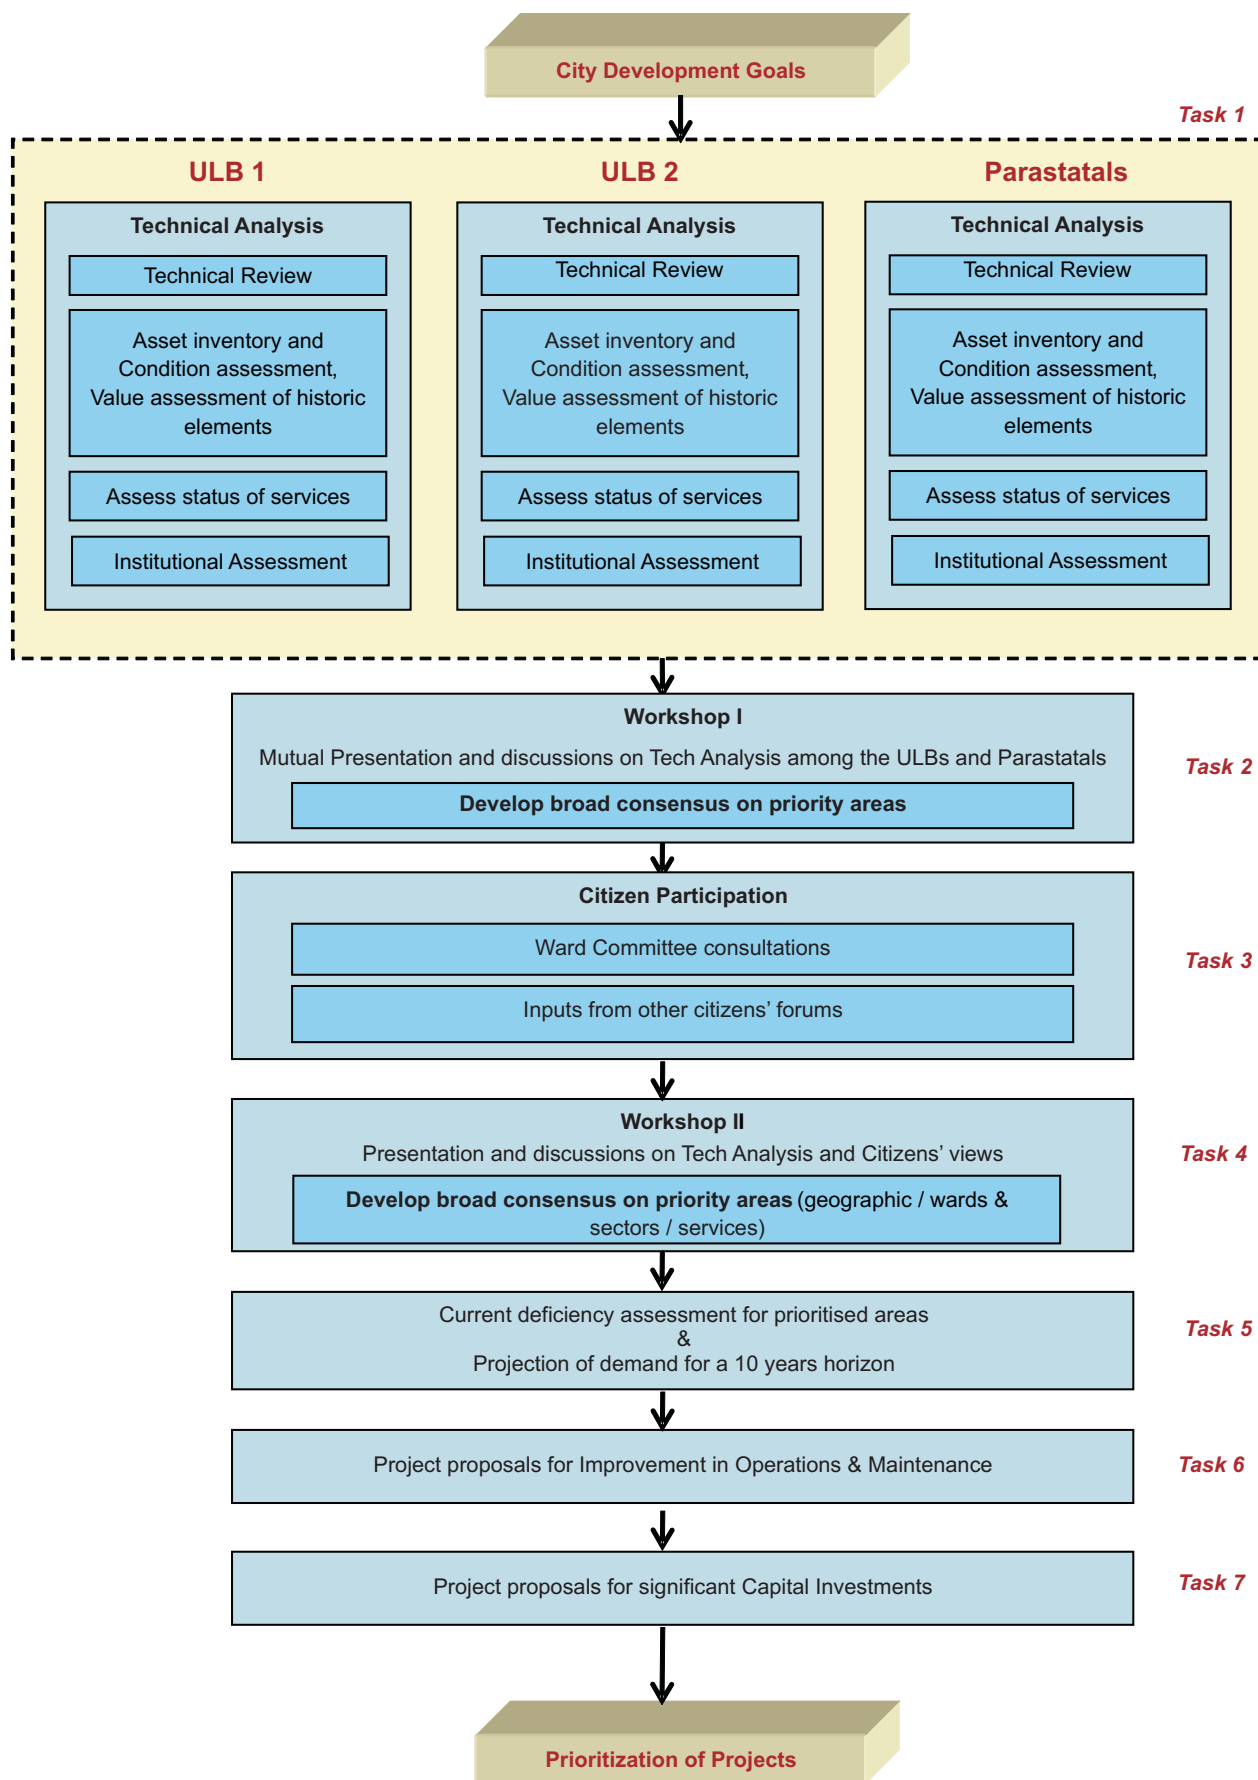 City Development Goals
Task 1
ULB 1
Technical Analysis
Technical Review
Asset inventory and
Condition assessment,
Value assessment of historic
elements
Assess status of services
Institutional Assessment
ULB 2
Technical Analysis
Technical Review
Asset inventory and
Condition assessment,
Value assessment of historic
elements
Assess status of services
Institutional Assessment
Parastatals
Technical Analysis
Technical Review
Asset inventory and
Condition assessment,
Value assessment of historic
elements
Assess status of services
Institutional Assessment
Workshop I
Mutual Presentation and discussions on Tech Analysis among the ULBs and Parastatals
Develop broad consensus on priority areas
Task 2
Citizen Participation
Ward Committee consultations
Inputs from other citizens’ forums
Task 3
Workshop II
Presentation and discussions on Tech Analysis and Citizens’ views
Develop broad consensus on priority areas (geographic / wards &
sectors / services)
Task 4
Current deficiency assessment for prioritised areas
&
Projection of demand for a 10 years horizon
Task 5
Project proposals for Improvement in Operations & Maintenance
Task 6
Project proposals for significant Capital Investments
Task 7
Prioritization of Projects